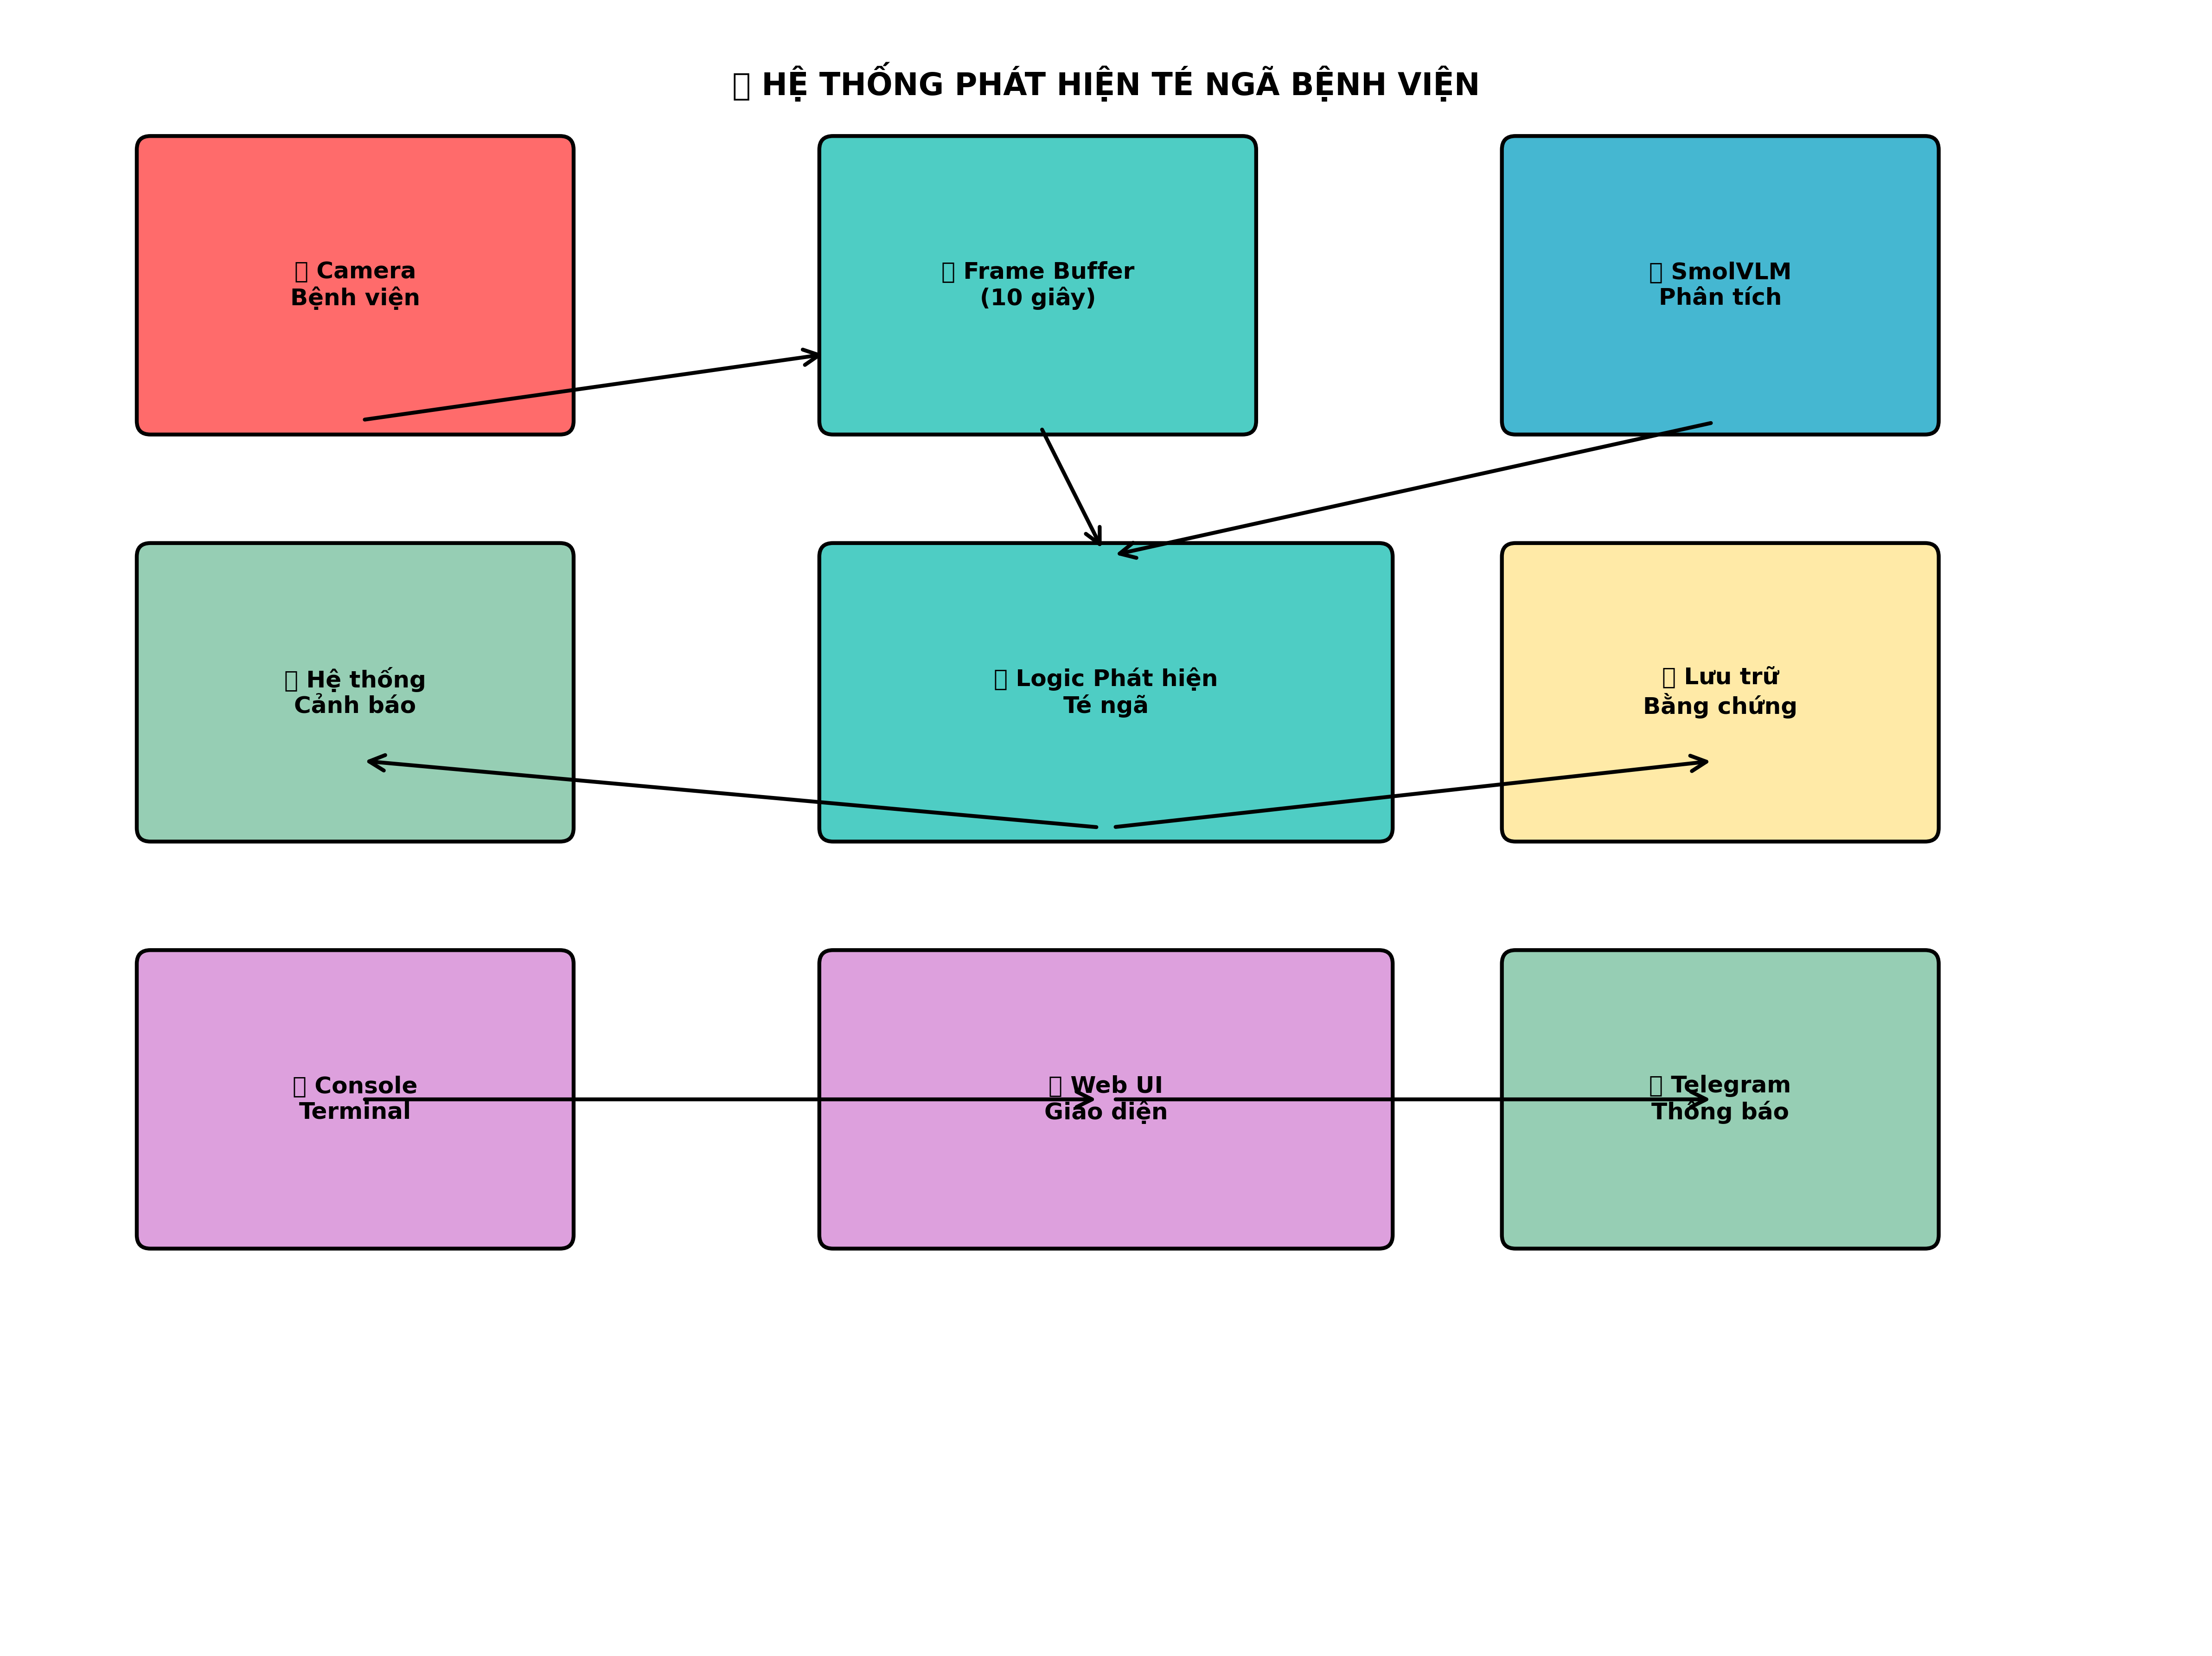 HỆ THỐNG PHÁT HIỆN TÉ NGÃ BỆNH VIỆN
Camera
Bệnh viện
Frame Buffer
(10 giây)
SmolVLM
Phân tích
Hệ thống
Cảnh báo
Logic Phát hiện
Té ngã
Lưu trữ
Bằng chứng
Console
Terminal
Web UI
Giao diện
Telegram
Thông báo